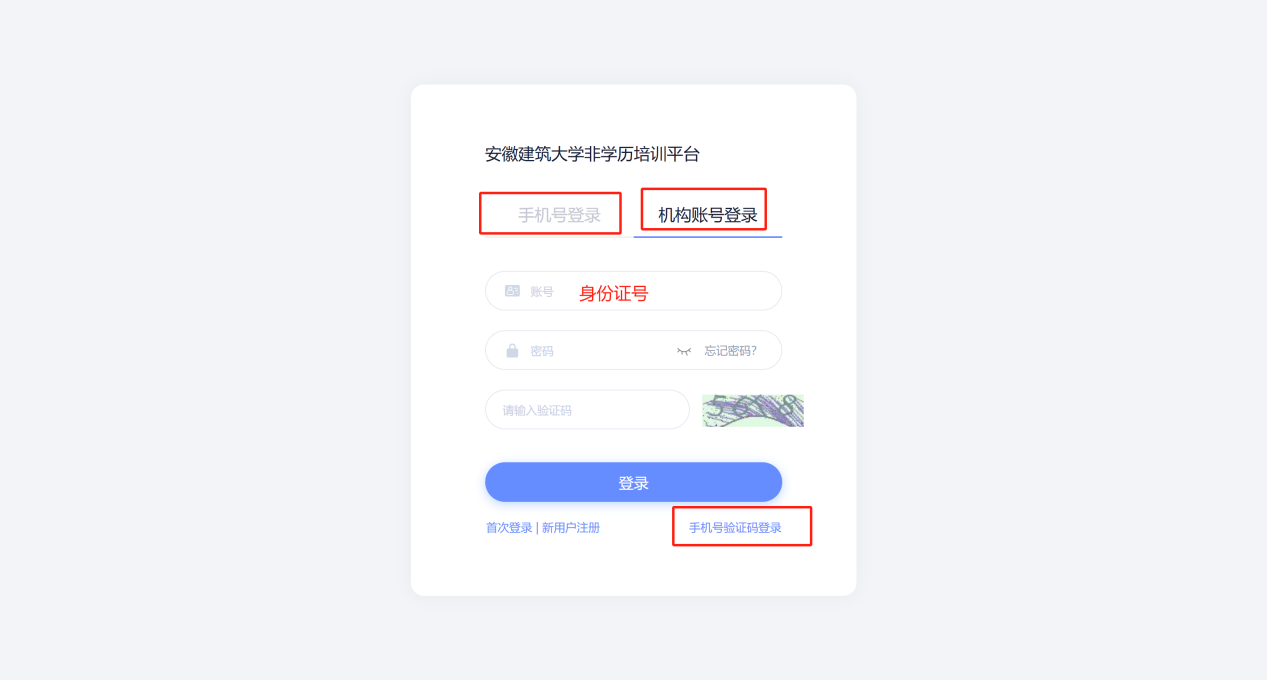 安徽建筑大学非学历培训平台
手机号登录 机构账号登录
账号 身份证号
密码 忘记密码?
请输入验证码
登录
首次登录 | 新用户注册 手机号验证码登录